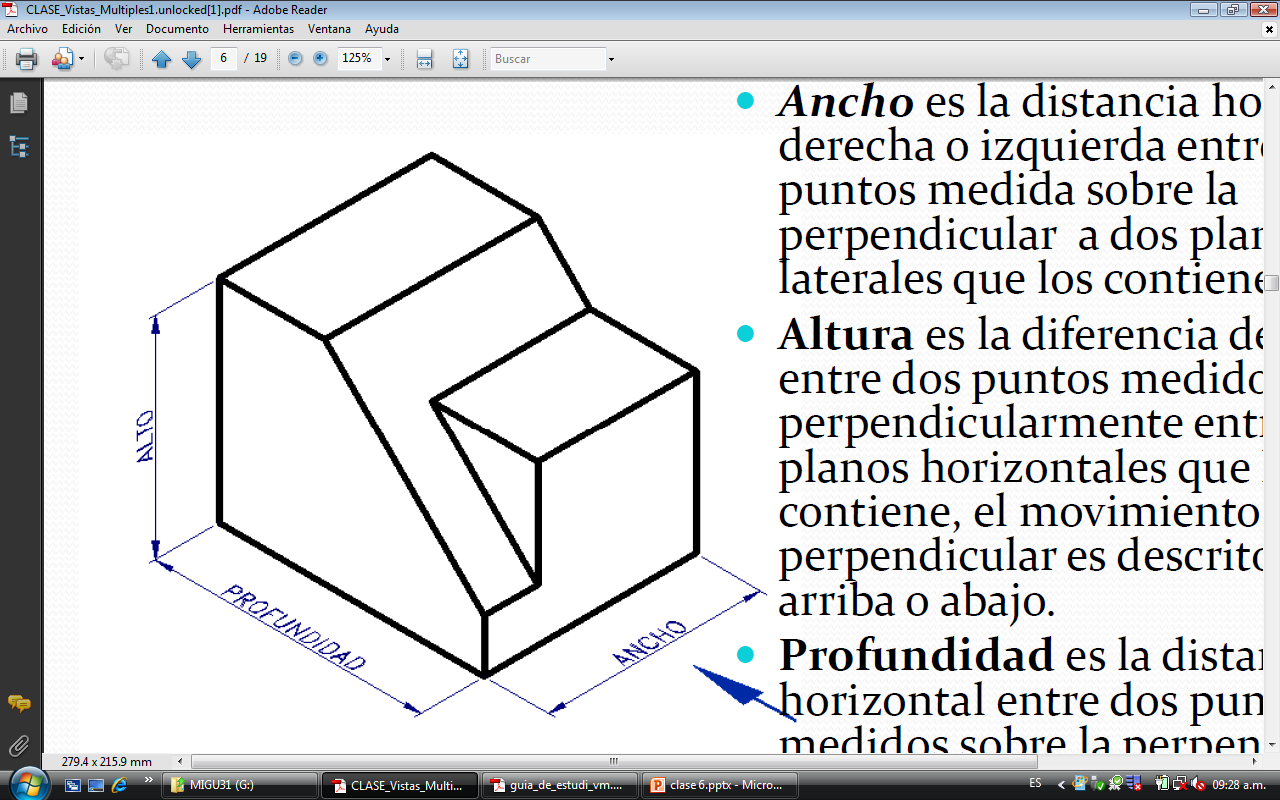 CLASE_Vistas_Multiples1.unlocked[1].pdf - Adobe Reader
Archivo Edición Ver Documento Herramientas Ventana Ayuda
6 / 19 125% Buscar
Ancho es la distancia ho
derecha o izquierda entre
puntos medida sobre la
perpendicular a dos plan
laterales que los contiene
Altura es la diferencia de
entre dos puntos medido
perpendicularmente entr
planos horizontales que l
contiene, el movimiento
perpendicular es descrito
arriba o abajo.
Profundidad es la distan
horizontal entre dos pun
medidos sobre la perpen
ALTO
PROFUNDIDAD
ANCHO
279.4 x 215.9 mm
MIGU31 (G:) CLASE_Vistas_Multi... guia_de_estudi_vm.... clase 6.pptx - Micro... ES 09:28 a.m.